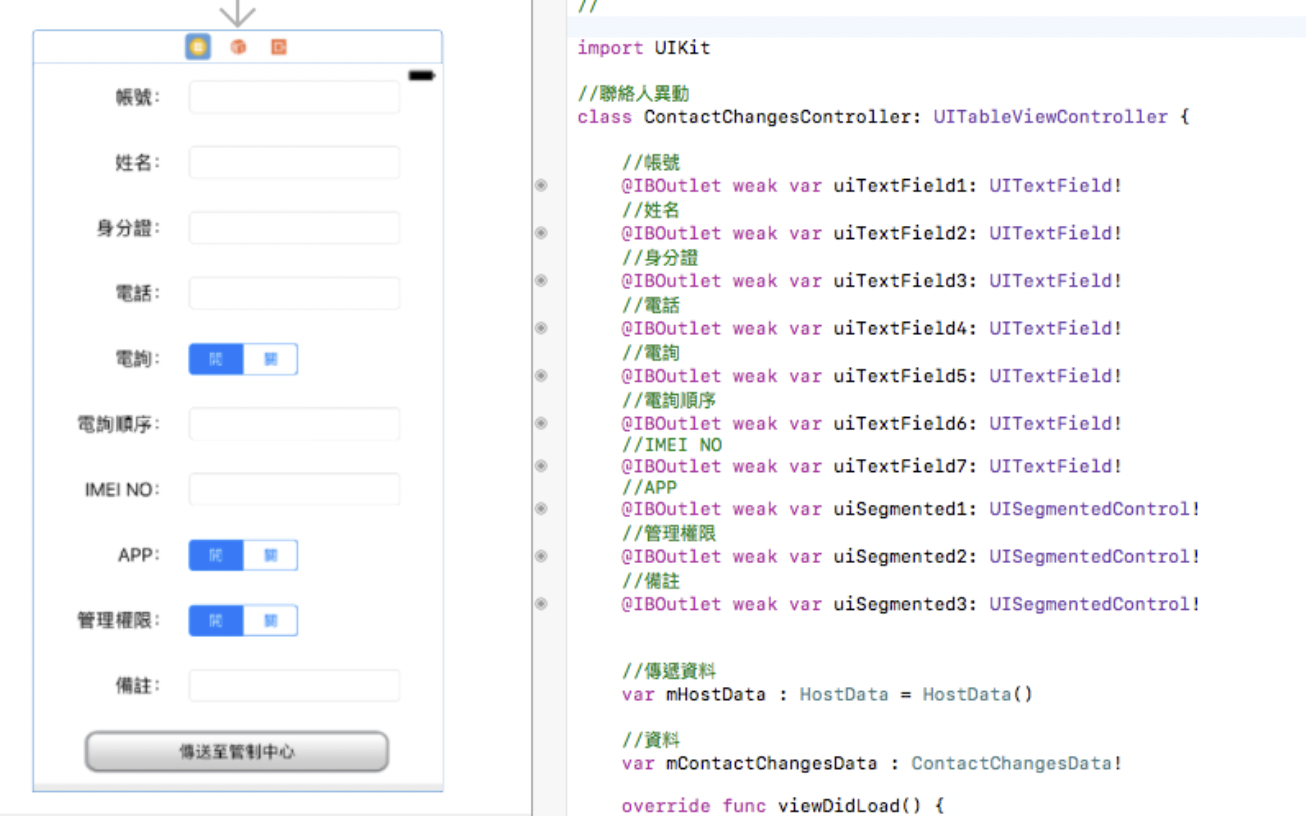 帳號：
姓名：
身分證：
電話：
電詢：
開 關
電詢順序：
IMEI NO：
APP：
開 關
管理權限：
開 關
備註：
傳送至管制中心
//
import UIKit
//聯絡人異動
class ContactChangesController: UITableViewController {
//帳號
@IBOutlet weak var uiTextField1: UITextField!
//姓名
@IBOutlet weak var uiTextField2: UITextField!
//身分證
@IBOutlet weak var uiTextField3: UITextField!
//電話
@IBOutlet weak var uiTextField4: UITextField!
//電詢
@IBOutlet weak var uiTextField5: UITextField!
//電詢順序
@IBOutlet weak var uiTextField6: UITextField!
//IMEI NO
@IBOutlet weak var uiTextField7: UITextField!
//APP
@IBOutlet weak var uiSegmented1: UISegmentedControl!
//管理權限
@IBOutlet weak var uiSegmented2: UISegmentedControl!
//備註
@IBOutlet weak var uiSegmented3: UISegmentedControl!
//傳遞資料
var mHostData : HostData = HostData()
//資料
var mContactChangesData : ContactChangesData!
override func viewDidLoad() {